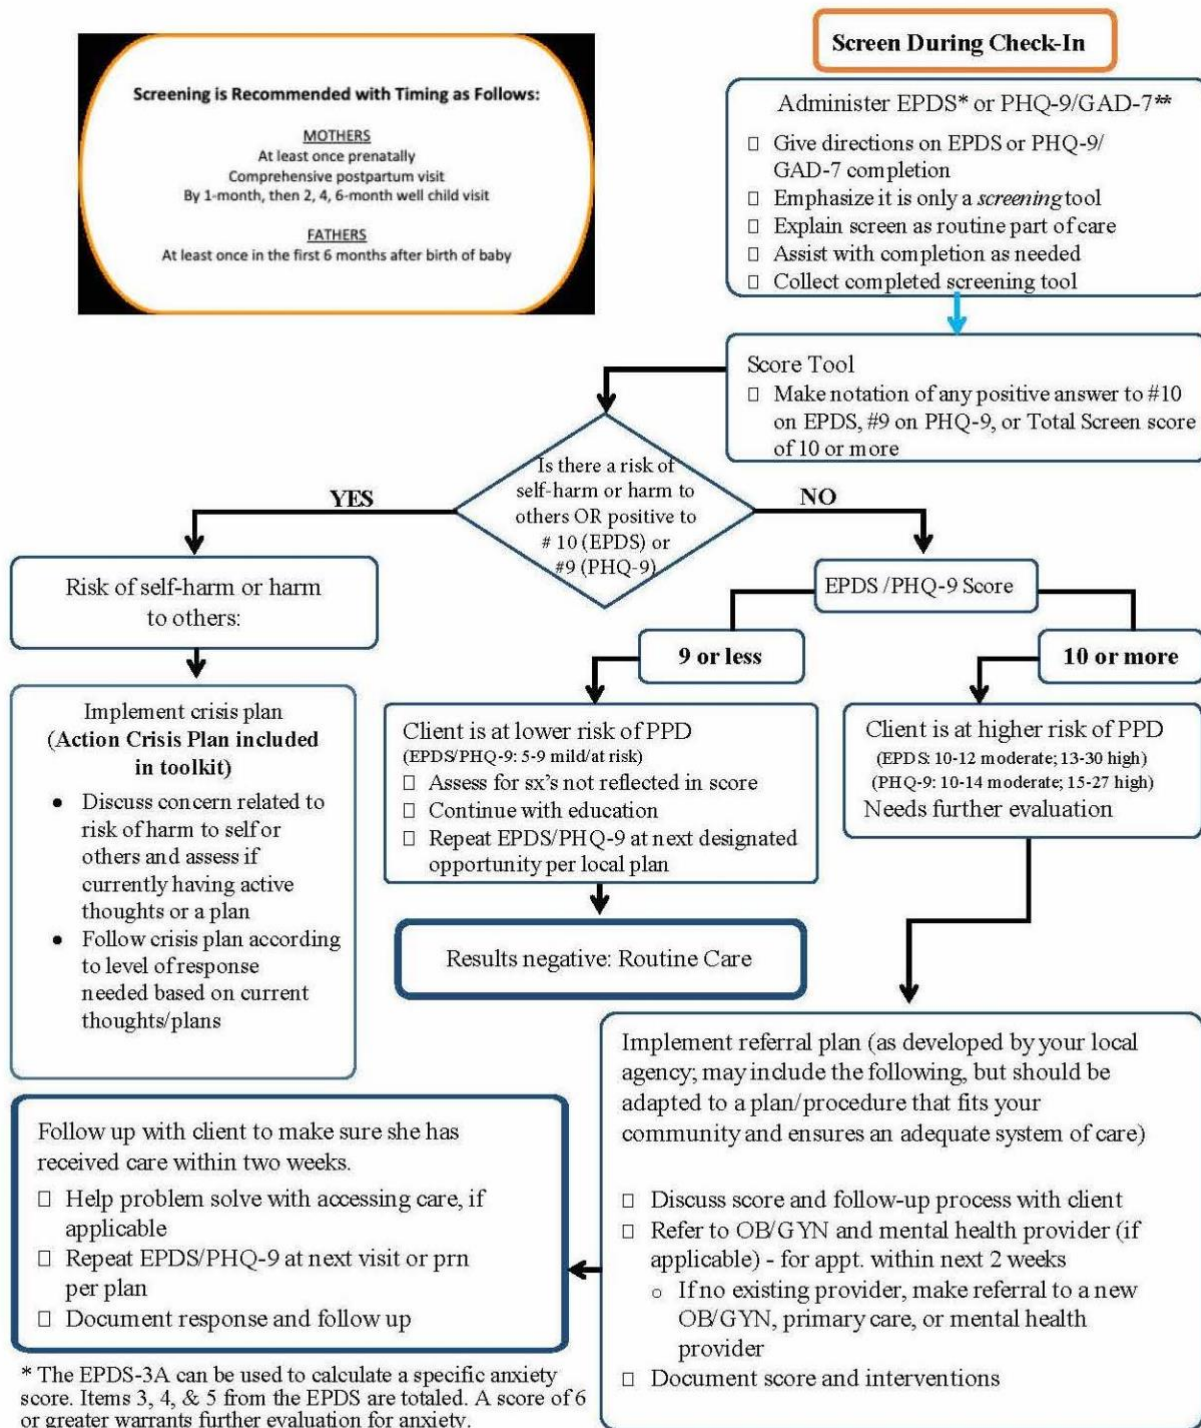 Screening is Recommended with Timing as Follows:
MOTHERS
At least once prenatally
Comprehensive postpartum visit
By 1-month, then 2, 4, 6-month well child visit
FATHERS
At least once in the first 6 months after birth of baby
Screen During Check-In
Administer EPDS* or PHQ-9/GAD-7**
□ Give directions on EPDS or PHQ-9/
GAD-7 completion
□ Emphasize it is only a screening tool
□ Explain screen as routine part of care
□ Assist with completion as needed
□ Collect completed screening tool
Score Tool
□ Make notation of any positive answer to #10
on EPDS, #9 on PHQ-9, or Total Screen score
of 10 or more
Is there a risk of
self-harm or harm to
others OR positive to
# 10 (EPDS) or
#9 (PHQ-9)
YES
NO
Risk of self-harm or harm
to others:
Implement crisis plan
(Action Crisis Plan included
in toolkit)
• Discuss concern related to
risk of harm to self or
others and assess if
currently having active
thoughts or a plan
• Follow crisis plan according
to level of response
needed based on current
thoughts/plans
EPDS /PHQ-9 Score
9 or less
10 or more
Client is at lower risk of PPD
(EPDS/PHQ-9: 5-9 mild/at risk)
□ Assess for sx's not reflected in score
□ Continue with education
□ Repeat EPDS/PHQ-9 at next designated
opportunity per local plan
Results negative: Routine Care
Client is at higher risk of PPD
(EPDS: 10-12 moderate; 13-30 high)
(PHQ-9: 10-14 moderate; 15-27 high)
Needs further evaluation
Implement referral plan (as developed by your local
agency; may include the following, but should be
adapted to a plan/procedure that fits your
community and ensures an adequate system of care)
□ Discuss score and follow-up process with client
□ Refer to OB/GYN and mental health provider (if
applicable) - for appt. within next 2 weeks
o If no existing provider, make referral to a new
OB/GYN, primary care, or mental health
provider
□ Document score and interventions
Follow up with client to make sure she has
received care within two weeks.
□ Help problem solve with accessing care, if
applicable
□ Repeat EPDS/PHQ-9 at next visit or prn
per plan
□ Document response and follow up
* The EPDS-3A can be used to calculate a specific anxiety
score. Items 3, 4, & 5 from the EPDS are totaled. A score of 6
or greater warrants further evaluation for anxiety.